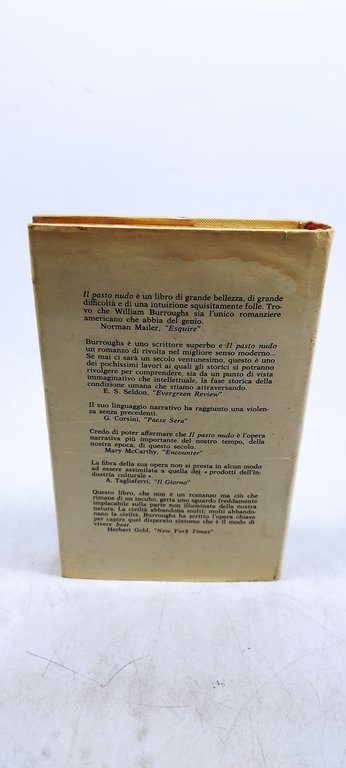 Il pasto nudo è un libro di grande bellezza, di grande
difficoltà e di una intuizione squisitamente folle. Tro-
vo che William Burroughs sia l'unico romanziere
americano che abbia del genio.
Norman Mailer, "Esquire"
Burroughs è uno scrittore superbo e Il pasto nudo
un romanzo di rivolta nel migliore senso moderno...
Se mai ci sarà un secolo ventunesimo, questo è uno
dei pochissimi lavori ai quali gli storici si potranno
rivolgere per comprendere, sia da un punto di vista
immaginativo che intellettuale, la fase storica della
condizione umana che stiamo attraversando.
E. S. Seldon, "Evergreen Review"
Il suo linguaggio narrativo ha raggiunto una violen-
za senza precedenti.
G. Corsini, "Paese Sera"
Credo di poter affermare che Il pasto nudo è l'opera
narrativa più importante del nostro tempo, della
nostra epoca, di questo secolo.
Mary McCarthy, "Encounter"
La fibra della sua opera non si presta in alcun modo
ad essere assimilata a quella dei « prodotti dell'in-
dustria culturale ».
A. Tagliaferri, "Il Giorno"
Questo libro, che non è un romanzo ma ciò che
rimane di un incubo, getta uno sguardo freddamente
implacabile sulla parte non illuminata della nostra
natura. La civiltà abbandona molti; molti abbando-
nano la civiltà. Burroughs ha scritto l'opera chiave
per capire quel disperato sintomo che è il modo di
vivere beat.
Herbert Gold, "New York Times"